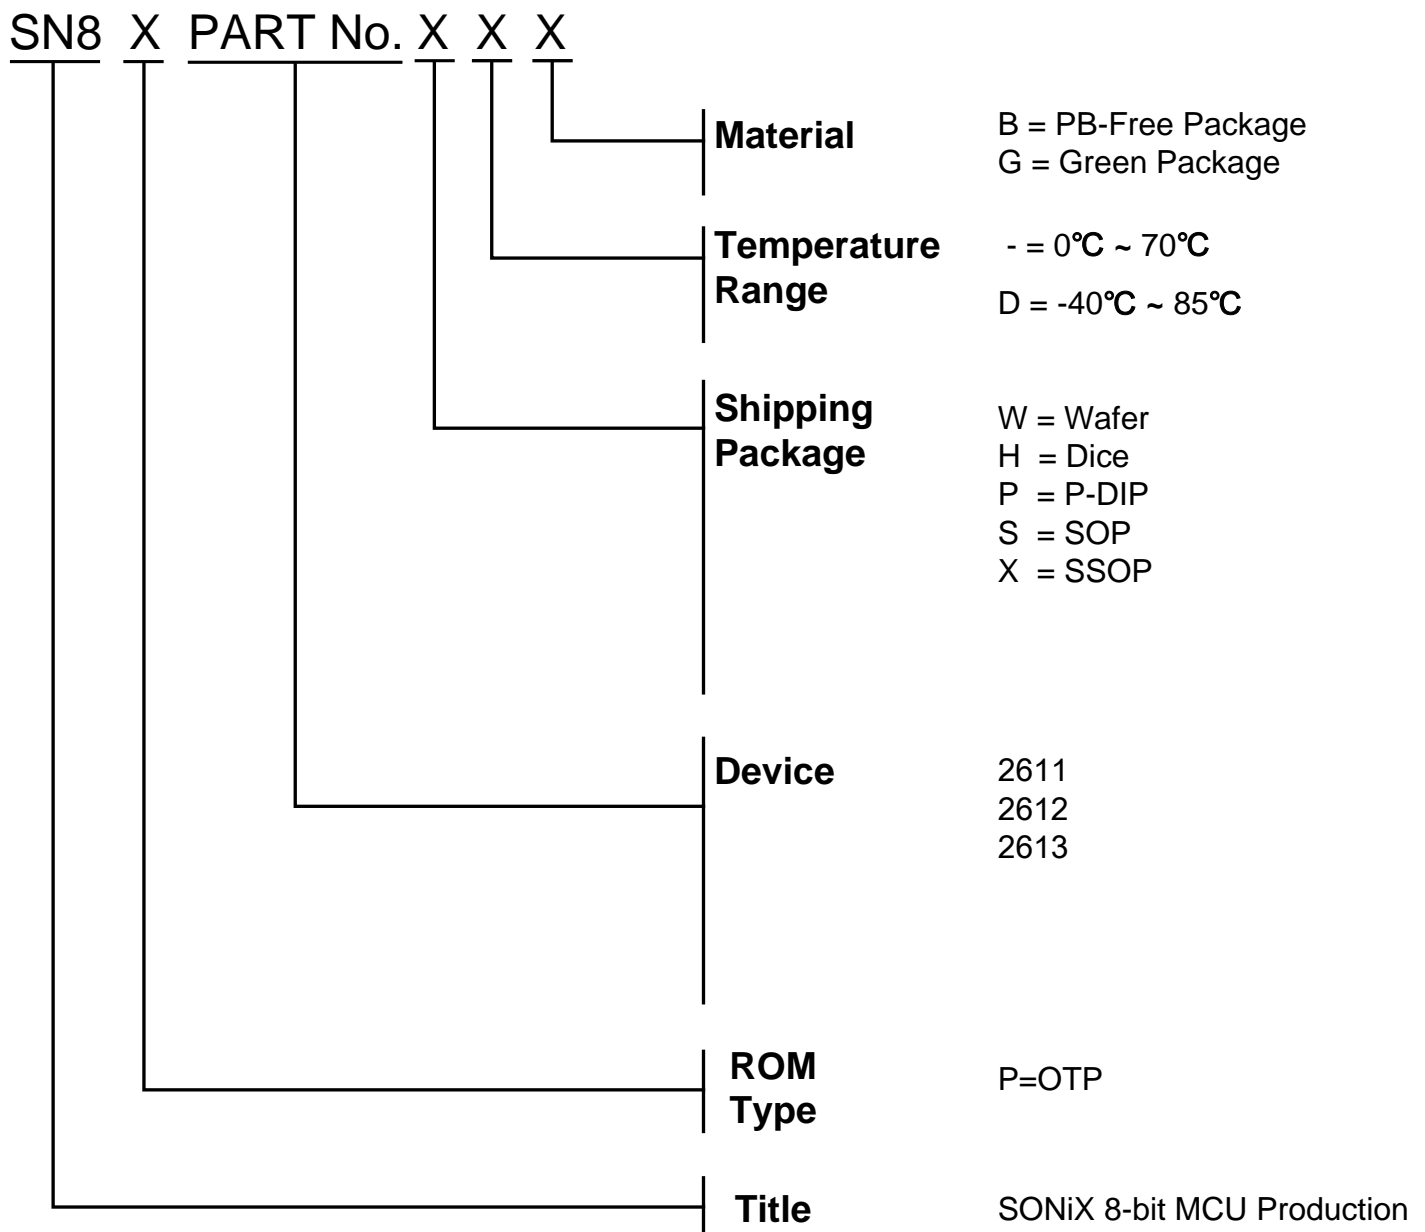 SN8 X PART No. X X X
Material
B = PB-Free Package
G = Green Package
Temperature
Range
- = 0℃ ~ 70℃
D = -40℃ ~ 85℃
Shipping
Package
W = Wafer
H = Dice
P = P-DIP
S = SOP
X = SSOP
Device
2611
2612
2613
ROM
Type
P=OTP
Title
SONiX 8-bit MCU Production